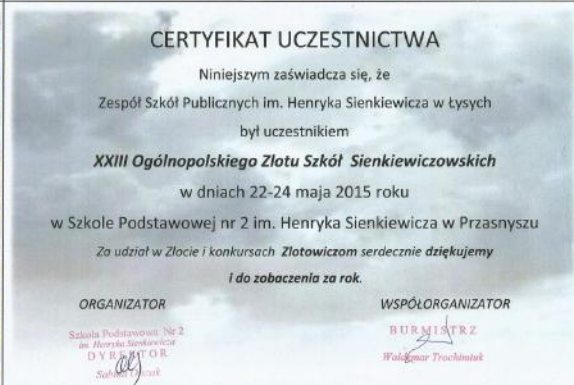 CERTYFIKAT UCZESTNICTWA
Niniejszym zaświadcza się, że
Zespół Szkół Publicznych im. Henryka Sienkiewicza w Łysych
był uczestnikiem
XXIII Ogólnopolskiego Zlotu Szkół Sienkiewiczowskich
w dniach 22-24 maja 2015 roku
w Szkole Podstawowej nr 2 im. Henryka Sienkiewicza w Przasnyszu
Za udział w Zlocie i konkursach Zlotowiczom serdecznie dziękujemy
i do zobaczenia za rok.
ORGANIZATOR
WSPÓŁORGANIZATOR
Szkoła Podstawowa Nr 2
im. Henryka Sienkiewicza
DYREKTOR
BURMISTRZ
Waldemar Trochimiuk